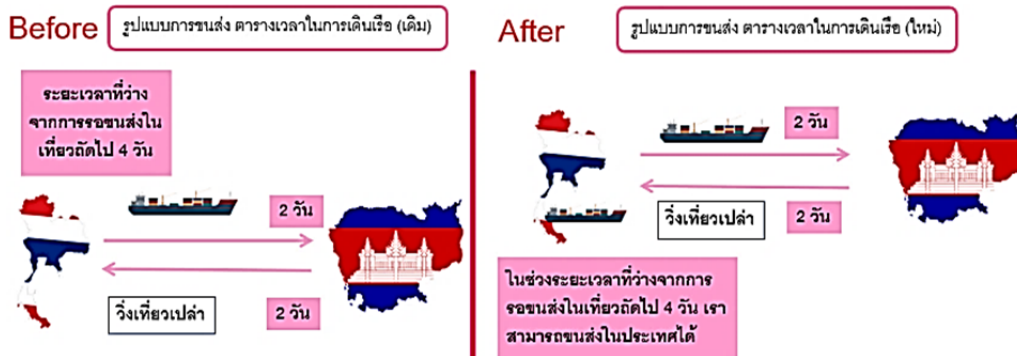 Before
รูปแบบการขนส่ง ตารางเวลาในการเดินเรือ (เดิม)
ระยะเวลาที่ว่าง
จากการรอขนส่งใน
เที่ยวถัดไป 4 วัน
2 วัน
วิ่งเที่ยวเปล่า
2 วัน
After
รูปแบบการขนส่ง ตารางเวลาในการเดินเรือ (ใหม่)
2 วัน
วิ่งเที่ยวเปล่า
2 วัน
ในช่วงระยะเวลาที่ว่างจากการ
รอขนส่งในเที่ยวถัดไป 4 วัน เรา
สามารถขนส่งในประเทศได้